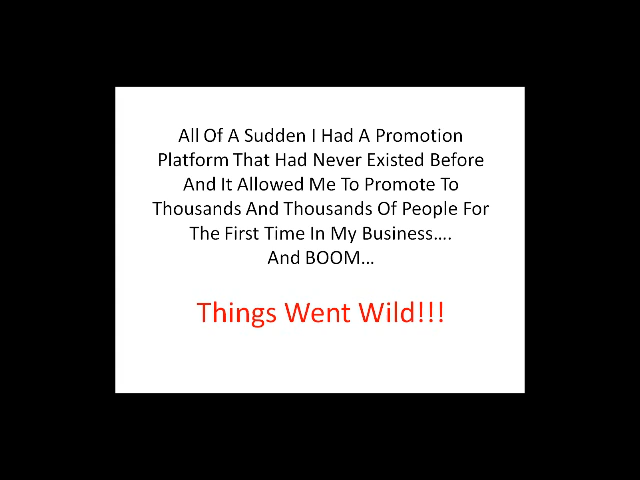 All Of A Sudden I Had A Promotion
Platform That Had Never Existed Before
And It Allowed Me To Promote To
Thousands And Thousands Of People For
The First Time In My Business....
And BOOM...
Things Went Wild!!!